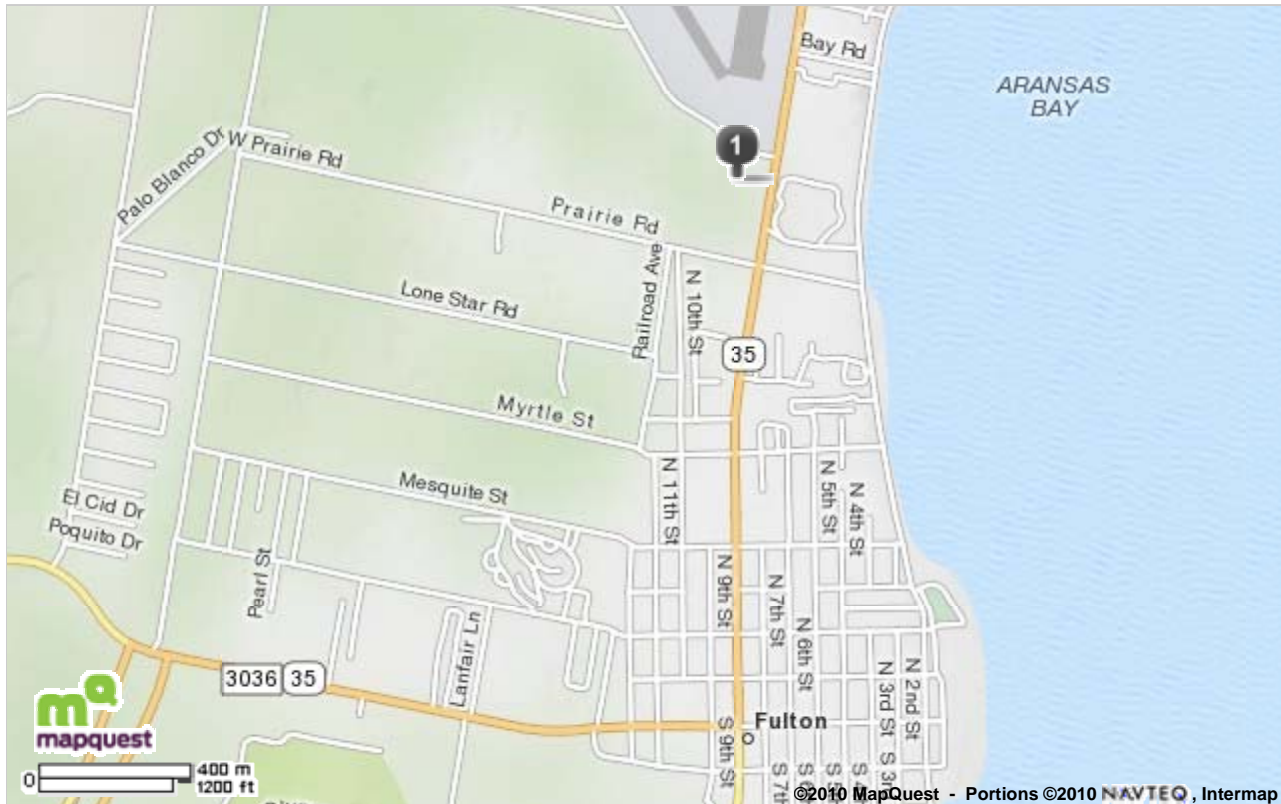 Bay Rd
ARANSAS
BAY
1
Palo Blanco Dr
W Prairie Rd
Prairie Rd
Railroad Ave
N 10th St
Lone Star Rd
35
Myrtle St
N 11th St
Mesquite St
N 5th St
N 4th St
El Cid Dr
Poquito Dr
Pearl St
N 9th St
N 7th St
N 6th St
Lanfair Ln
N 3rd St
N 2nd St
3036
35
Fulton
S 9th St
S 7th
S 3r
mq
mapquest
0
400 m
1200 ft
©2010 MapQuest - Portions ©2010 NAVTEQ, Intermap